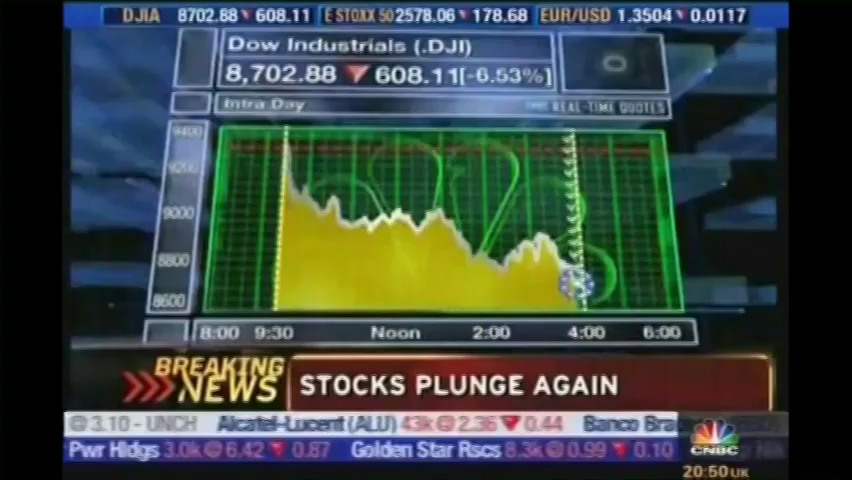 DJIA 8702.88 608.11 E STOXX 50 2578.06 178.68 EUR/USD 1.3504 0.0117
Dow Industrials (.DJI)
8,702.88 608.11[-6.53%]
Intra Day REAL-TIME QUOTES
9400
9200
9000
8800
8600
8:00 9:30 Noon 2:00 4:00 6:00
BREAKING NEWS
STOCKS PLUNGE AGAIN
@3.10 - UNCH Alcatel-Lucent (ALU) 43k@2.36 0.44 Banco
Pwr Hldgs 3.0k@6.42 0.87 Golden Star Rscs 8.3k@0.99 0.10
CNBC
20:50 UK